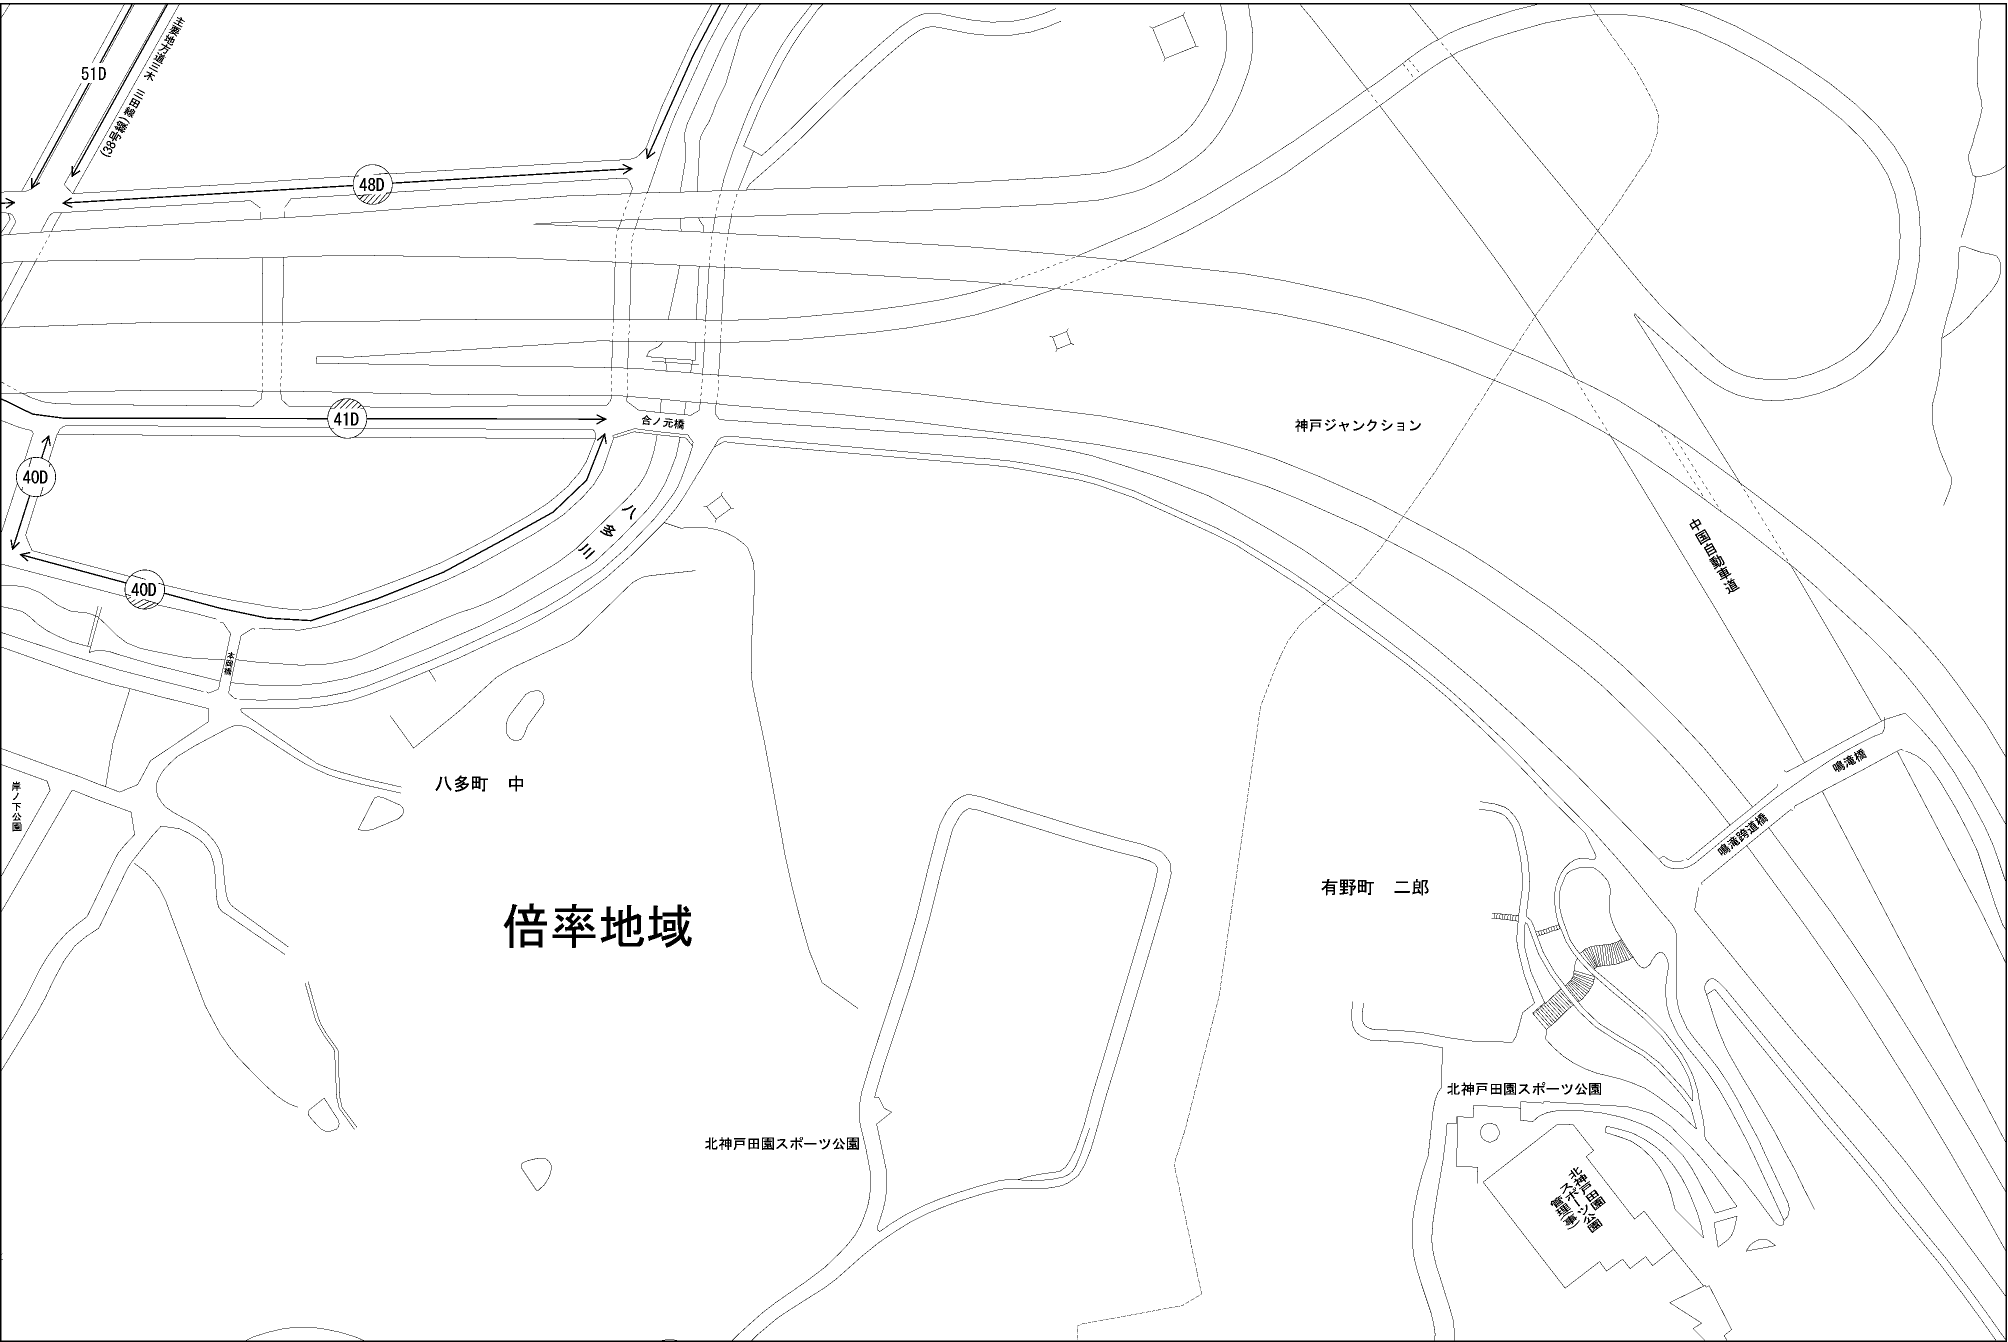 51D
主要地方道三木　三田線
(38号線)
48D
41D
合ノ元橋
40D
八多川
40D
本田橋
神戸ジャンクション
中国自動車道
鳴滝橋
鳴滝跨道橋
岸ノ下公園
八多町　中
倍率地域
有野町　二郎
北神戸田園スポーツ公園
北神戸田園スポーツ公園
北神戸田園
スポーツ公園
管理(事)